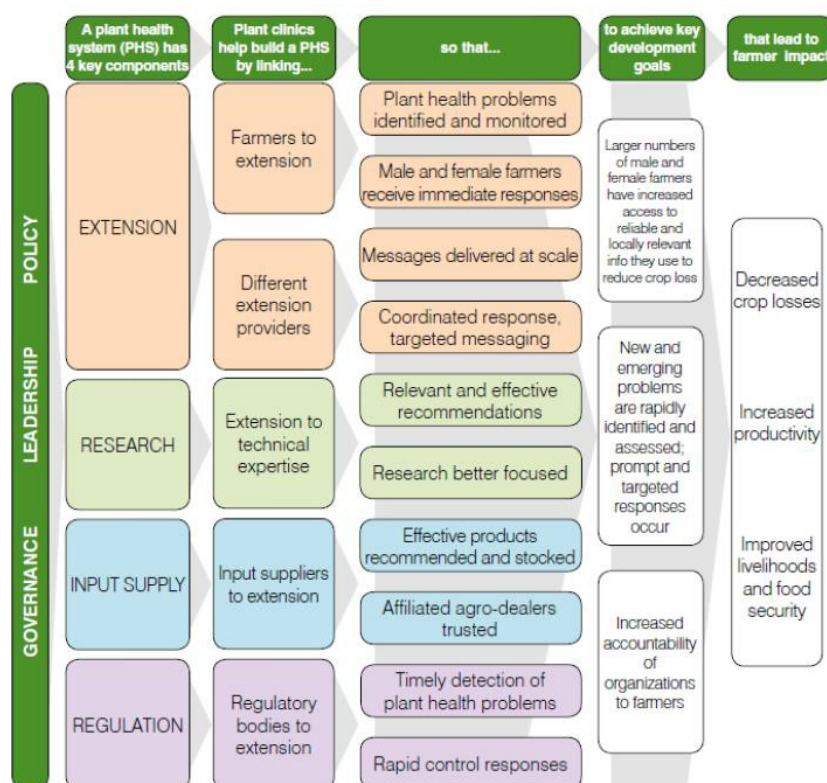 A plant health
system (PHS) has
4 key components
Plant clinics
help build a PHS
by linking...
so that...
to achieve key
development
goals
that lead to
farmer impact
POLICY
LEADERSHIP
GOVERNANCE
EXTENSION
Farmers to
extension
Different
extension
providers
Plant health problems
identified and monitored
Male and female farmers
receive immediate responses
Messages delivered at scale
Coordinated response,
targeted messaging
RESEARCH
Extension to
technical
expertise
Relevant and effective
recommendations
Research better focused
INPUT SUPPLY
Input suppliers
to extension
Effective products
recommended and stocked
Affiliated agro-dealers
trusted
REGULATION
Regulatory
bodies to
extension
Timely detection of
plant health problems
Rapid control responses
Larger numbers
of male and
female farmers
have increased
access to
reliable and
locally relevant
info they use to
reduce crop loss
New and
emerging
problems
are rapidly
identified and
assessed;
prompt and
targeted
responses
occur
Increased
accountability
of
organizations
to farmers
Decreased
crop losses
Increased
productivity
Improved
livelihoods
and food
security